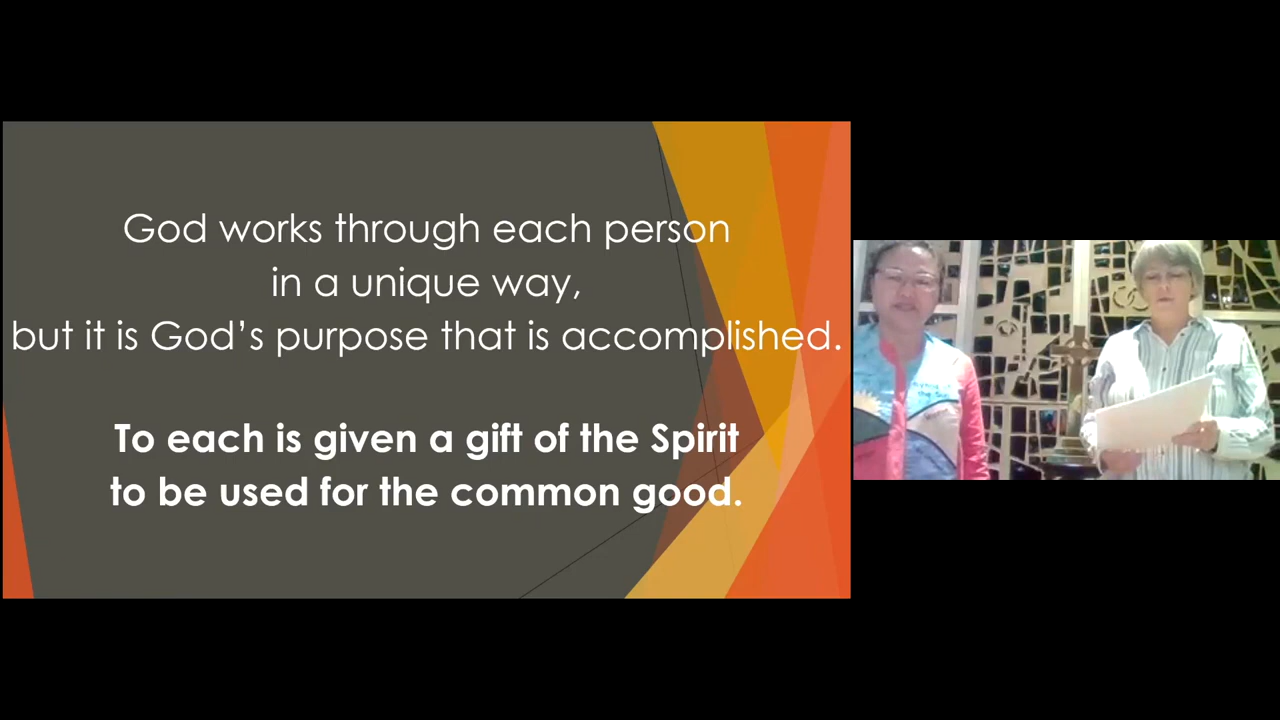 God works through each person
in a unique way,
but it is God's purpose that is accomplished.
To each is given a gift of the Spirit
to be used for the common good.